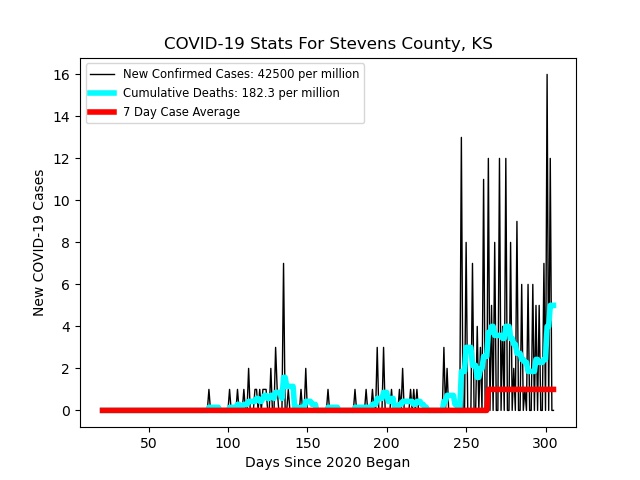 COVID-19 Stats For Stevens County, KS
New Confirmed Cases: 42500 per million
Cumulative Deaths: 182.3 per million
7 Day Case Average
16
14
12
10
8
6
4
2
0
New COVID-19 Cases
50 100 150 200 250 300
Days Since 2020 Began